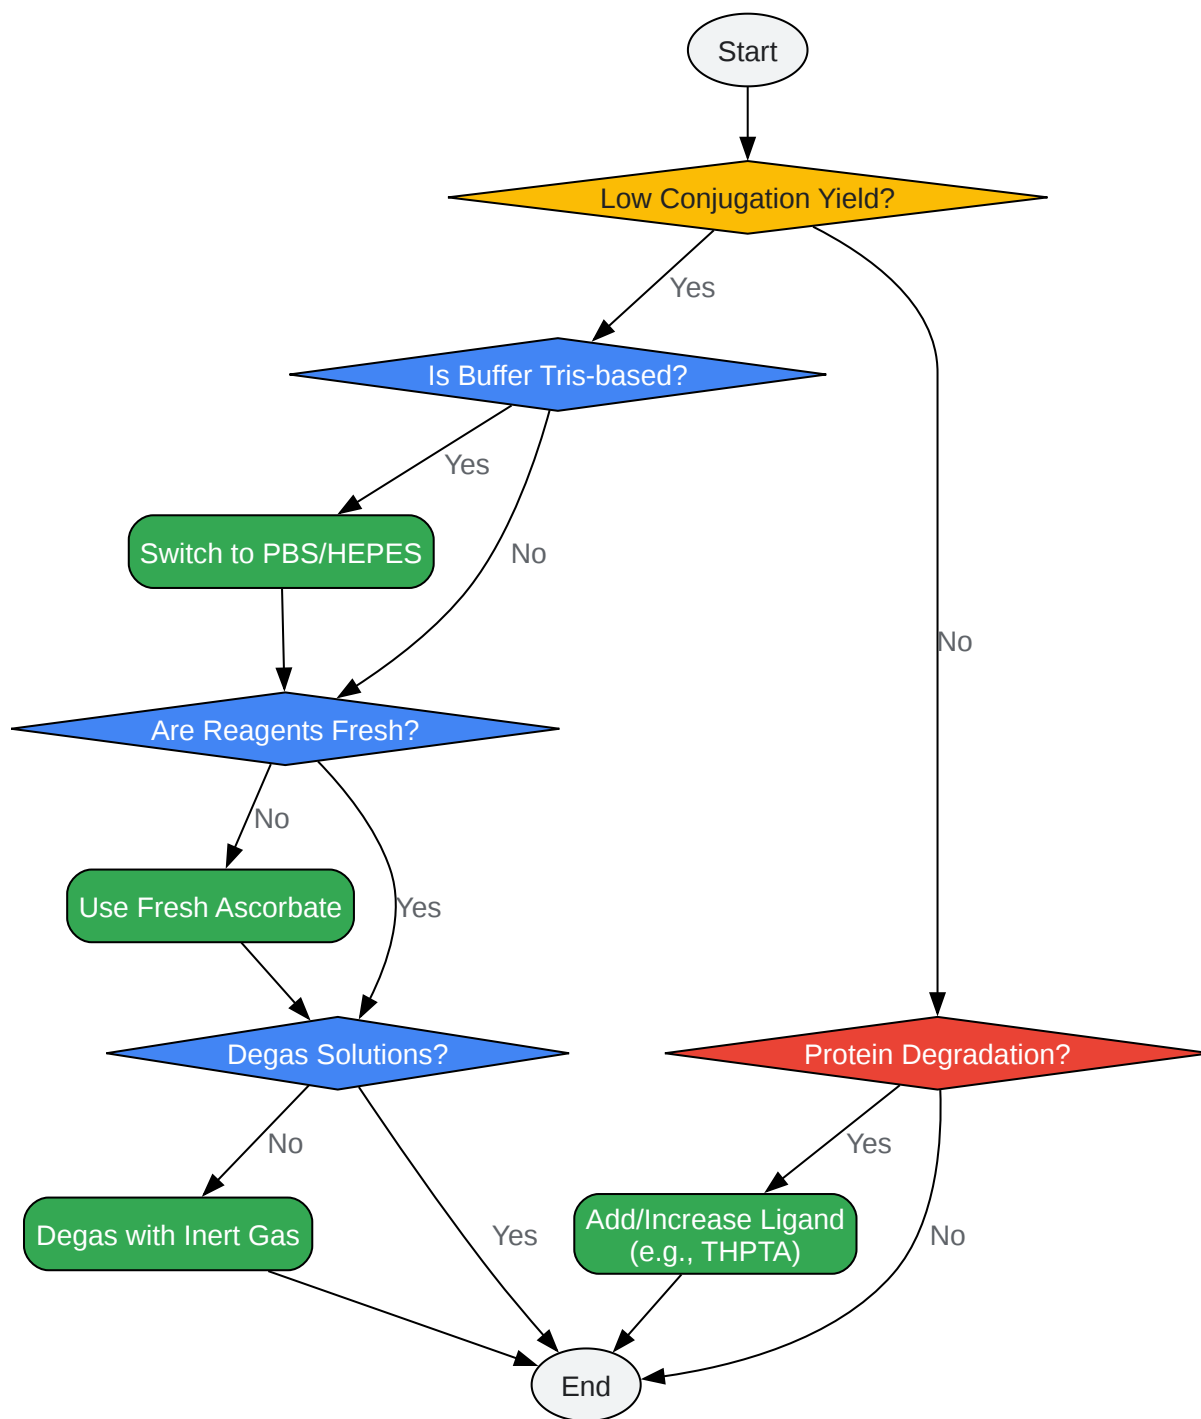 Start
Low Conjugation Yield?
Yes
Is Buffer Tris-based?
Yes
Switch to PBS/HEPES
No
No
Are Reagents Fresh?
No
Use Fresh Ascorbate
Yes
Degas Solutions?
Protein Degradation?
No
Yes
Degas with Inert Gas
Yes
Add/Increase Ligand
(e.g., THPTA)
No
End